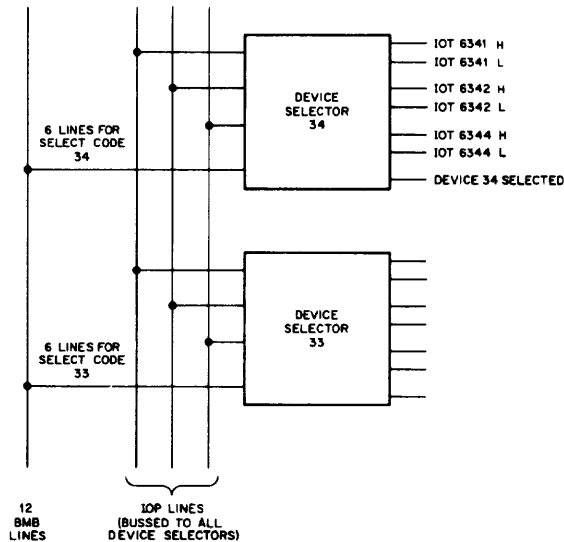 IOT 6341 H
IOT 6341 L
IOT 6342 H
IOT 6342 L
IOT 6344 H
IOT 6344 L
DEVICE 34 SELECTED
DEVICE
SELECTOR
34
6 LINES FOR
SELECT CODE
34
DEVICE
SELECTOR
33
6 LINES FOR
SELECT CODE
33
12
BMB
LINES
IOP LINES
(BUSSED TO ALL
DEVICE SELECTORS)